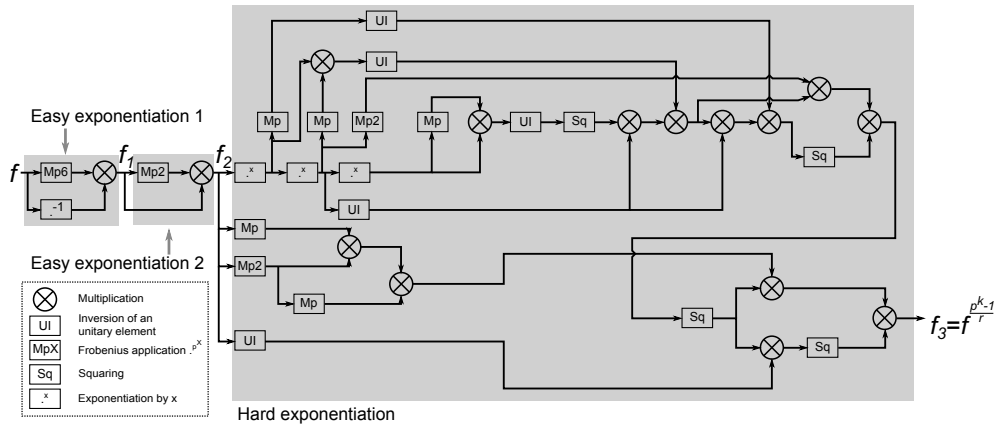 UI
UI
Mp
Mp
Mp2
Mp
UI
Sq
Easy exponentiation 1
f
Mp6
.-1
f1
Mp2
f2
.x
.x
.x
Sq
UI
Easy exponentiation 2
Mp
Mp2
Mp
Sq
Sq
UI
f3=f^(p^k-1)/r
Multiplication
UI
Inversion of an
unitary element
MpX
Frobenius application .p^x
Sq
Squaring
.x
Exponentiation by x
Hard exponentiation